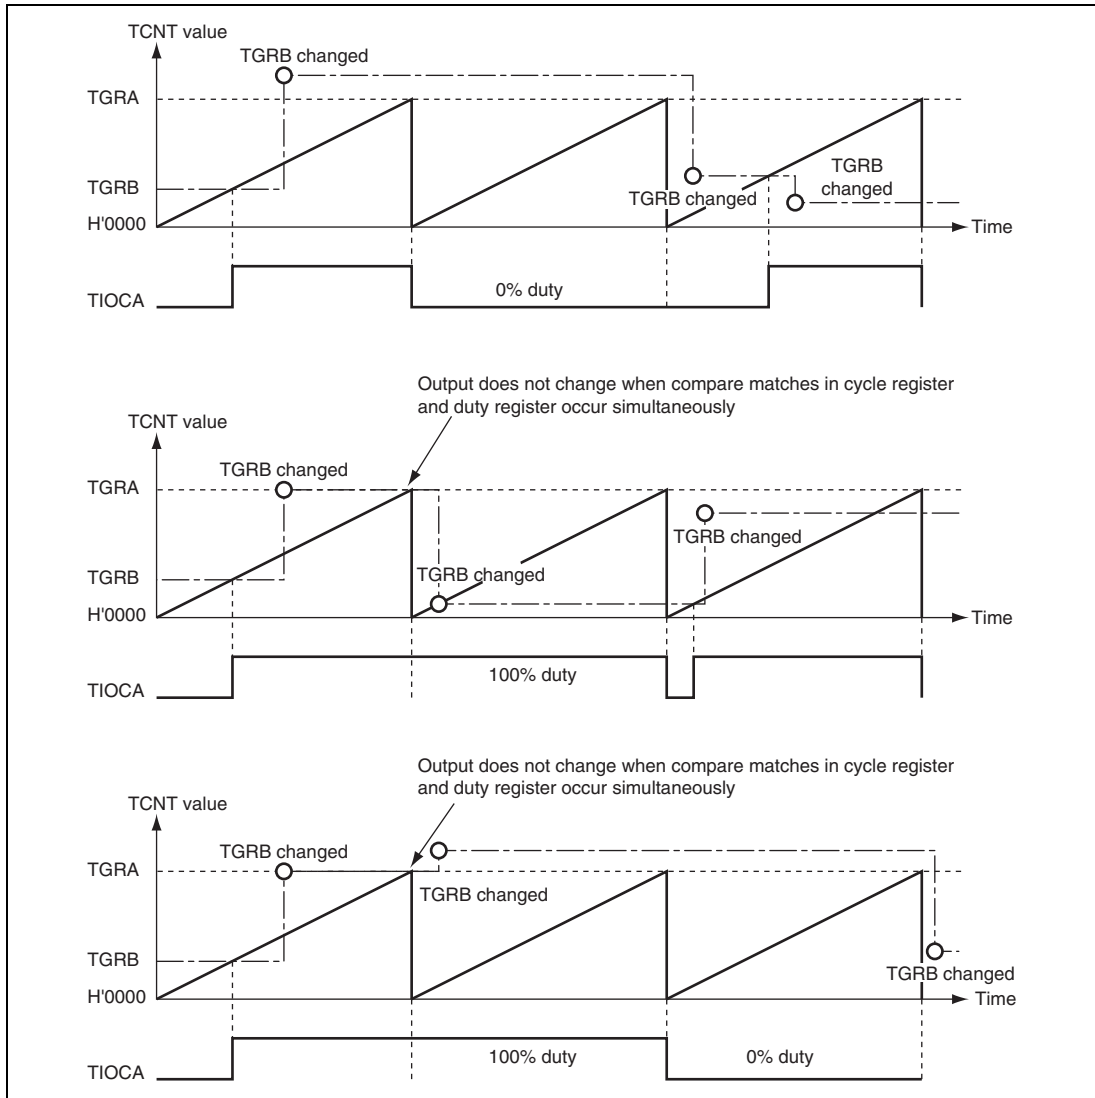 TCNT value
TGRB changed
TGRA
TGRB
changed
TGRB
TGRB changed
H'0000
Time
0% duty
TIOCA
Output does not change when compare matches in cycle register
and duty register occur simultaneously
TCNT value
TGRB changed
TGRA
TGRB changed
TGRB
TGRB changed
H'0000
Time
100% duty
TIOCA
Output does not change when compare matches in cycle register
and duty register occur simultaneously
TCNT value
TGRB changed
TGRA
TGRB changed
TGRB
TGRB changed
H'0000
Time
100% duty
0% duty
TIOCA